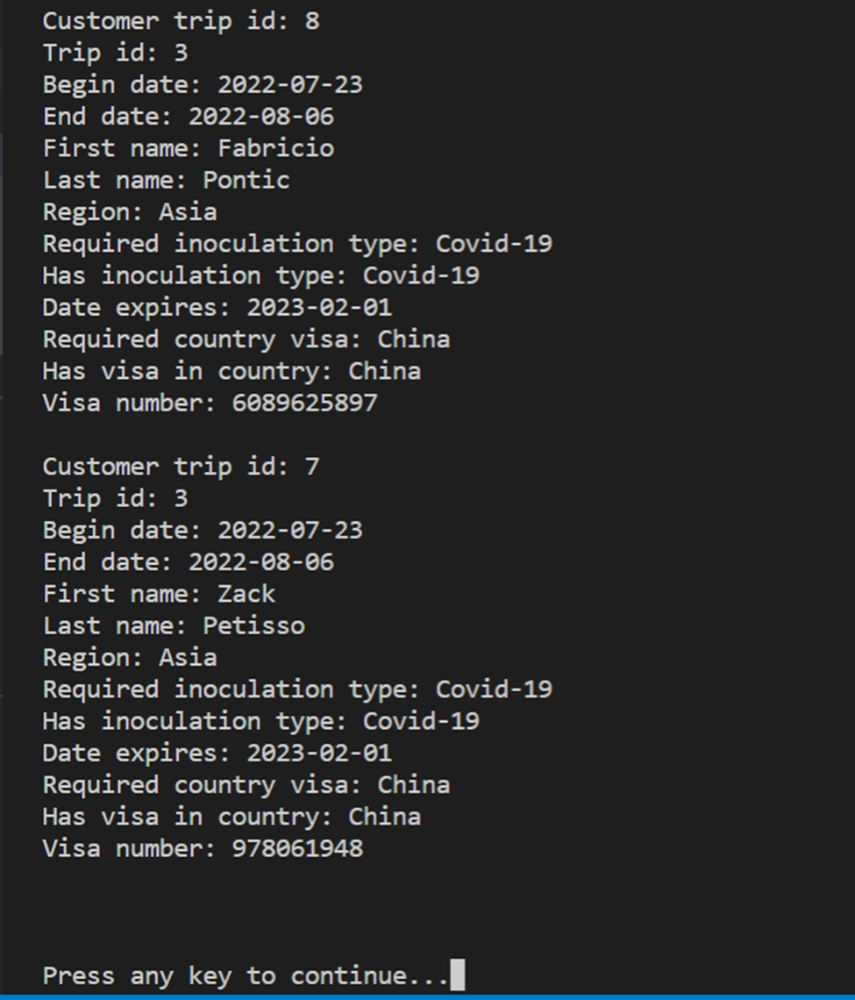 Customer trip id: 8
Trip id: 3
Begin date: 2022-07-23
End date: 2022-08-06
First name: Fabricio
Last name: Pontic
Region: Asia
Required inoculation type: Covid-19
Has inoculation type: Covid-19
Date expires: 2023-02-01
Required country visa: China
Has visa in country: China
Visa number: 6089625897
Customer trip id: 7
Trip id: 3
Begin date: 2022-07-23
End date: 2022-08-06
First name: Zack
Last name: Petisso
Region: Asia
Required inoculation type: Covid-19
Has inoculation type: Covid-19
Date expires: 2023-02-01
Required country visa: China
Has visa in country: China
Visa number: 978061948
Press any key to continue...